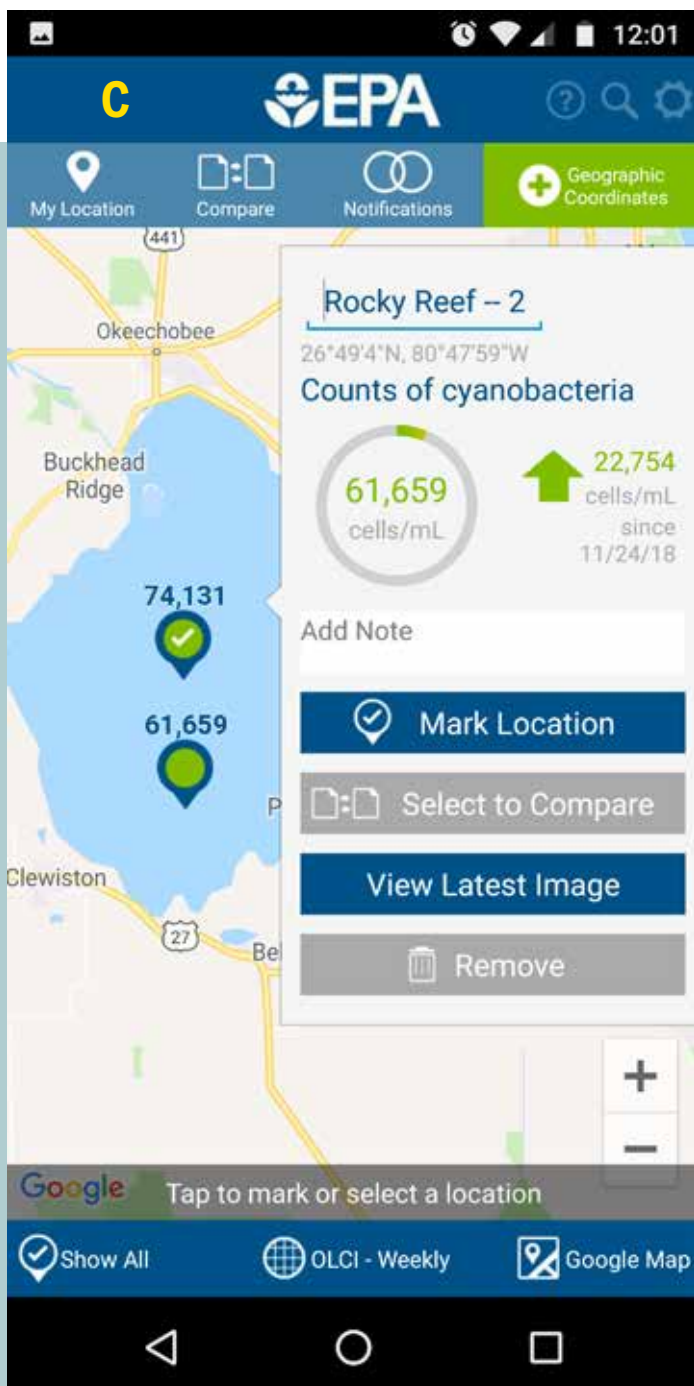 12:01
C
EPA
?
My Location
Compare
Notifications
Geographic
Coordinates
441
Okeechobee
Buckhead
Ridge
74,131
61,659
P
Clewiston
27
Bel
Rocky Reef – 2
26°49'4"N, 80°47'59"W
Counts of cyanobacteria
61,659
cells/mL
22,754
cells/mL
since
11/24/18
Add Note
Mark Location
Select to Compare
View Latest Image
Remove
+
−
Google
Tap to mark or select a location
Show All
OLCI - Weekly
Google Map